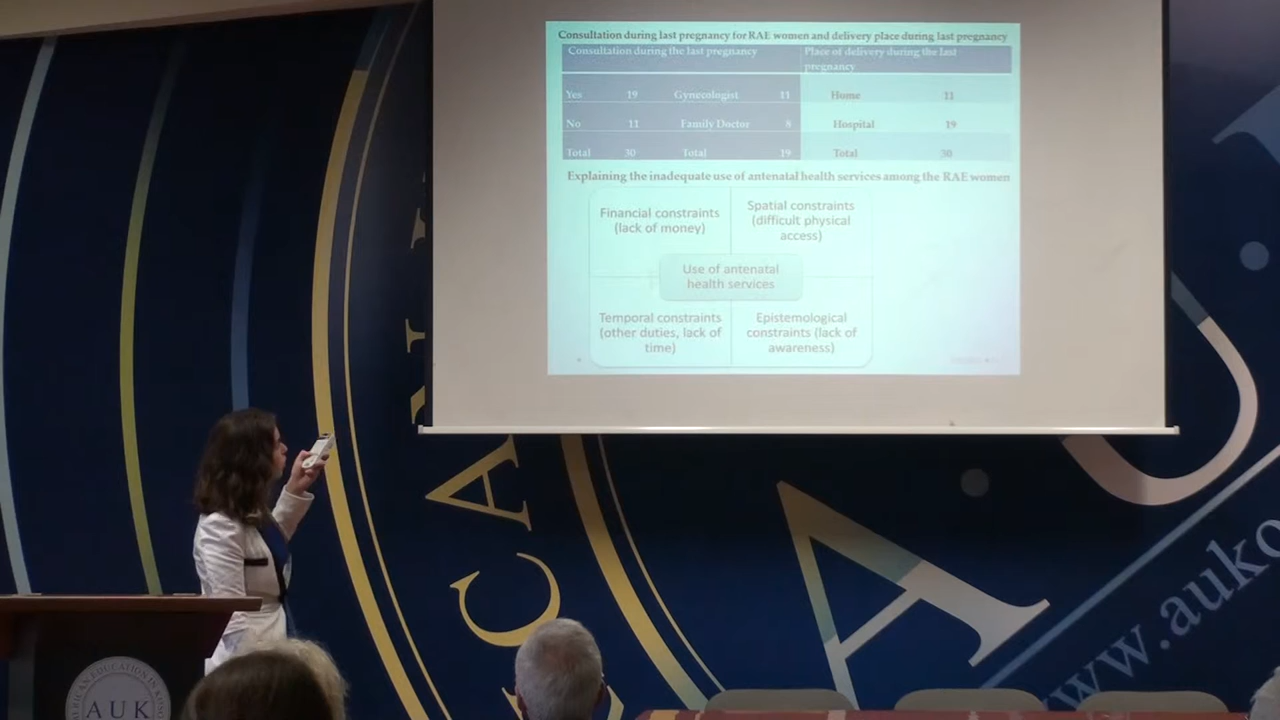 Consultation during last pregnancy for RAE women and delivery place during last pregnancy
Consultation during the last pregnancy
Place of delivery during the last
pregnancy
Yes 19 Gynecologist 11 Home 11
No 11 Family Doctor 8 Hospital 19
Total 30 Total 19 Total 30
Explaining the inadequate use of antenatal health services among the RAE women
Financial constraints
(lack of money)
Spatial constraints
(difficult physical
access)
Use of antenatal
health services
Temporal constraints
(other duties, lack of
time)
Epistemological
constraints (lack of
awareness)
CA
A
U
www.auko
AUK